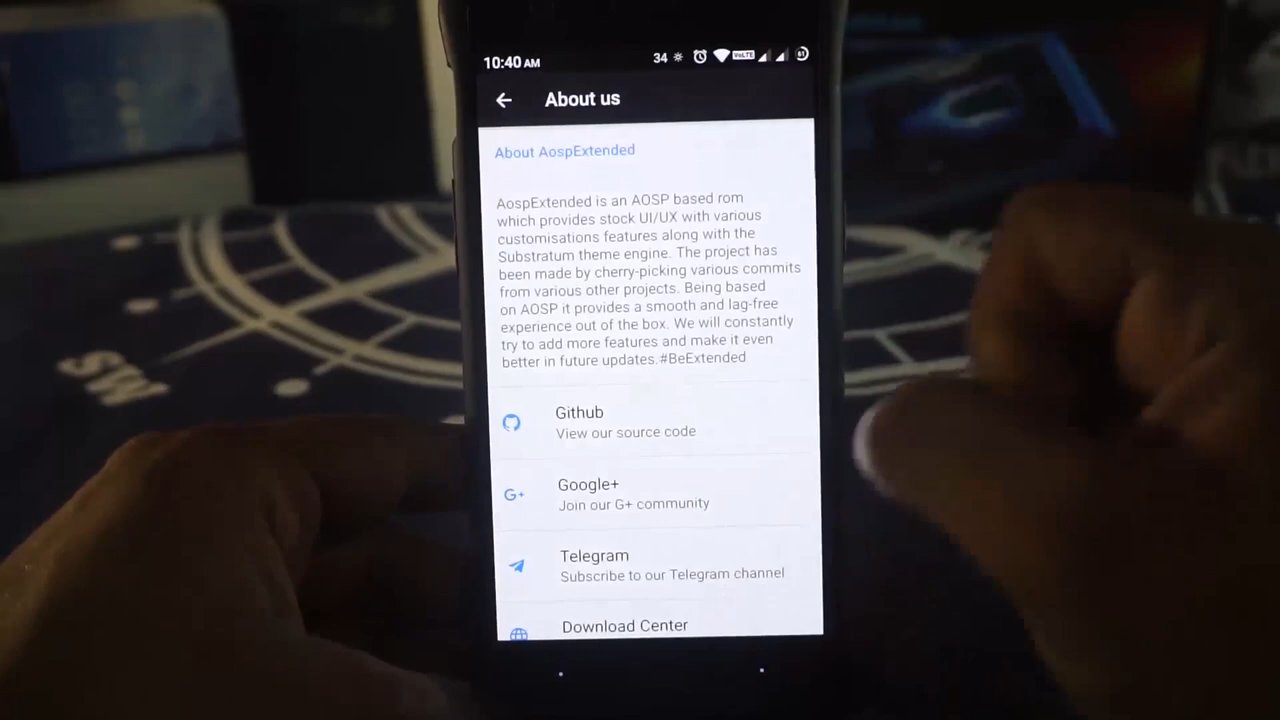 10:40 AM
34
VoLTE
61
About us
About AospExtended
AospExtended is an AOSP based rom
which provides stock UI/UX with various
customisations features along with the
Substratum theme engine. The project has
been made by cherry-picking various commits
from various other projects. Being based
on AOSP it provides a smooth and lag-free
experience out of the box. We will constantly
try to add more features and make it even
better in future updates.#BeExtended
Github
View our source code
G+
Google+
Join our G+ community
Telegram
Subscribe to our Telegram channel
Download Center
SW